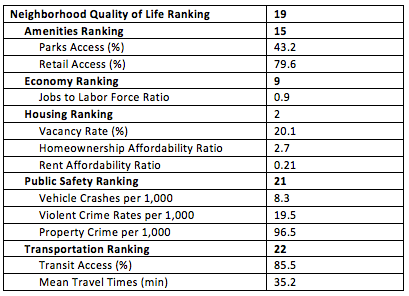 Neighborhood Quality of Life Ranking 19
Amenities Ranking 15
Parks Access (%) 43.2
Retail Access (%) 79.6
Economy Ranking 9
Jobs to Labor Force Ratio 0.9
Housing Ranking 2
Vacancy Rate (%) 20.1
Homeownership Affordability Ratio 2.7
Rent Affordability Ratio 0.21
Public Safety Ranking 21
Vehicle Crashes per 1,000 8.3
Violent Crime Rates per 1,000 19.5
Property Crime per 1,000 96.5
Transportation Ranking 22
Transit Access (%) 85.5
Mean Travel Times (min) 35.2